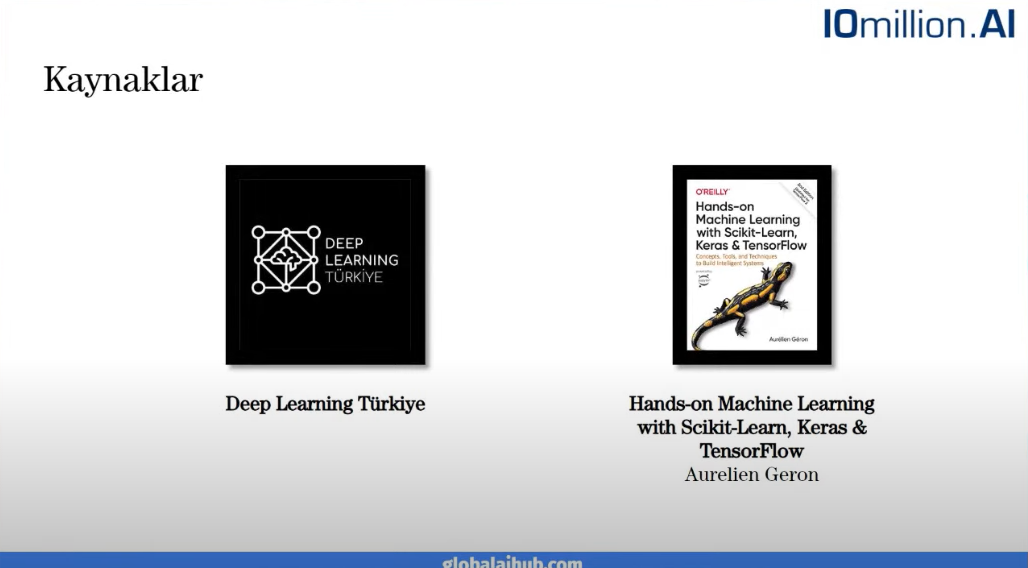 10million.AI
Kaynaklar
DEEP
LEARNING
TÜRKİYE
O'REILLY
Hands-on
Machine Learning
with Scikit-Learn,
Keras & TensorFlow
Concepts, Tools, and Techniques
to Build Intelligent Systems
Aurélien Géron
Deep Learning Türkiye
Hands-on Machine Learning
with Scikit-Learn, Keras &
TensorFlow
Aurelien Geron
globalaihub.com